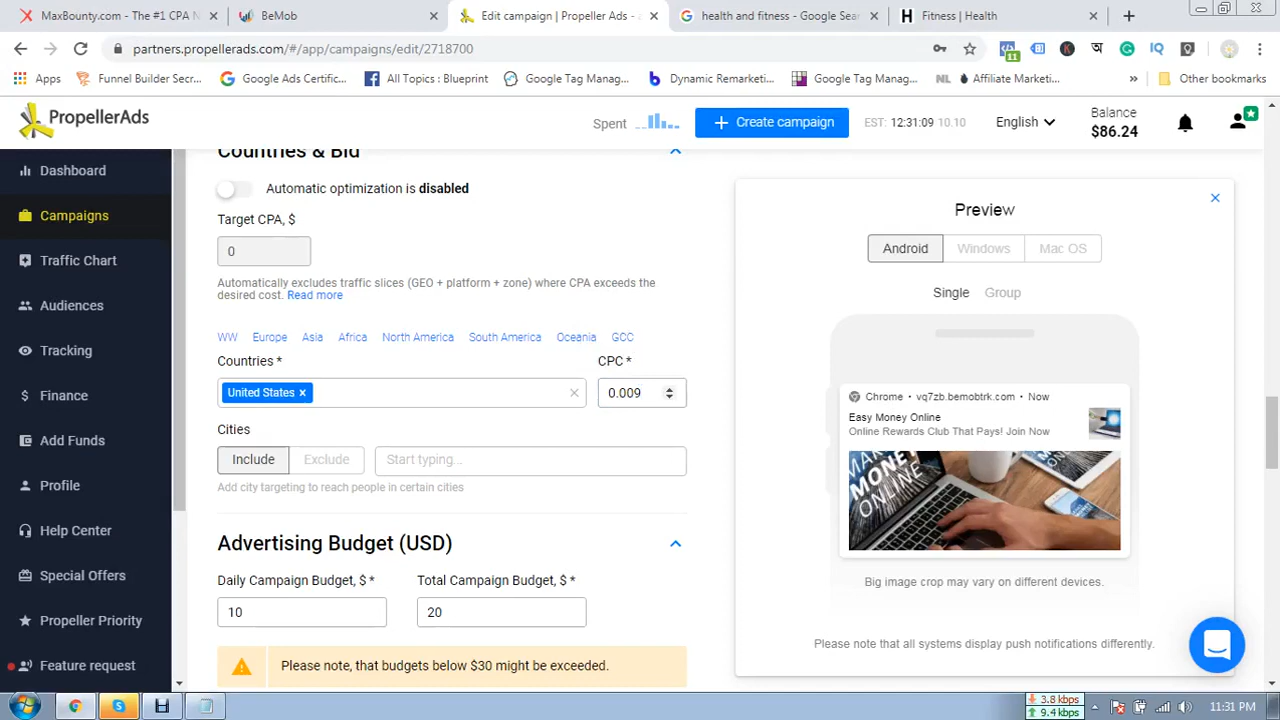 MaxBounty.com - The #1 CPA N
BeMob
Edit campaign | Propeller Ads -
health and fitness - Google Sear
Fitness | Health
partners.propellerads.com/#/app/campaigns/edit/2718700
11
Apps
Funnel Builder Secr...
Google Ads Certific...
All Topics : Blueprint
Google Tag Manag...
Dynamic Remarketi...
Google Tag Manag...
NL
Affiliate Marketi...
»
Other bookmarks
PropellerAds
Spent
+ Create campaign
EST: 12:31:09 10.10
English
Balance
$86.24
Dashboard
Campaigns
Traffic Chart
Audiences
Tracking
Finance
Add Funds
Profile
Help Center
Special Offers
Propeller Priority
Feature request
Countries & Bid
Automatic optimization is disabled
Target CPA, $
0
Automatically excludes traffic slices (GEO + platform + zone) where CPA exceeds the
desired cost. Read more
WW Europe Asia Africa North America South America Oceania GCC
Countries *
CPC *
United States ×
0.009
Cities
Include
Exclude
Start typing...
Add city targeting to reach people in certain cities
Advertising Budget (USD)
Daily Campaign Budget, $ *
Total Campaign Budget, $ *
10
20
Please note, that budgets below $30 might be exceeded.
Preview
Android
Windows
Mac OS
Single
Group
Chrome • vq7zb.bemobtrk.com • Now
Easy Money Online
Online Rewards Club That Pays! Join Now
MONEY
ONLINE
Big image crop may vary on different devices.
Please note that all systems display push notifications differently.
3.8 kbps
9.4 kbps
11:31 PM